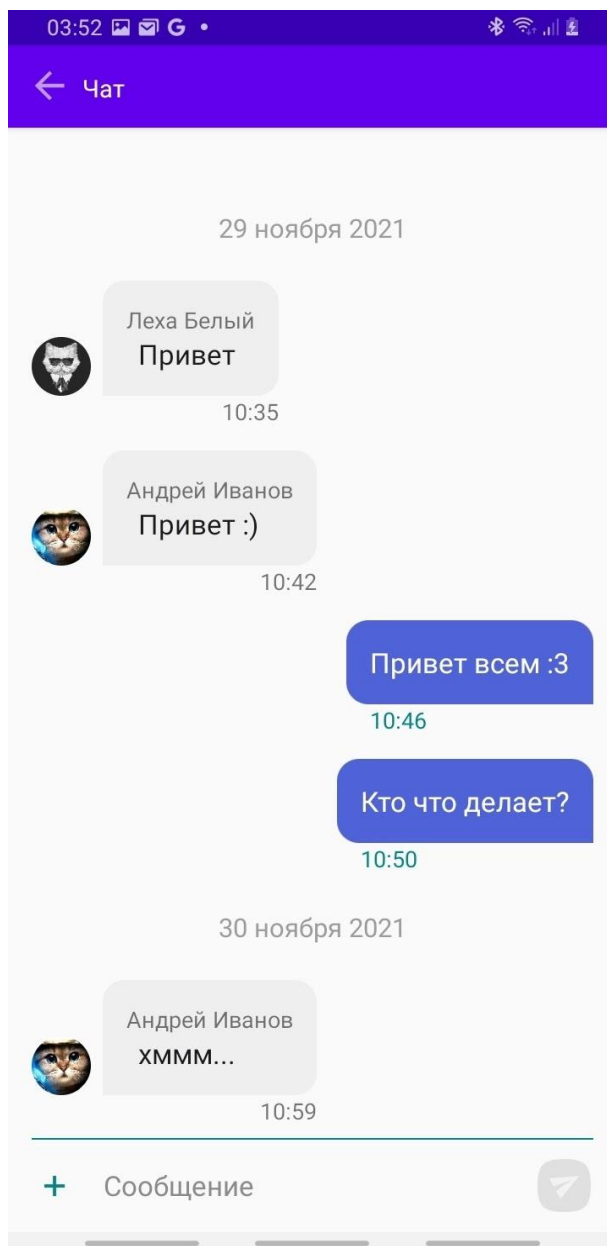 03:52 G
Чат
29 ноября 2021
Леха Белый
Привет
10:35
Андрей Иванов
Привет :)
10:42
Привет всем :3
10:46
Кто что делает?
10:50
30 ноября 2021
Андрей Иванов
хммм...
10:59
+ Сообщение